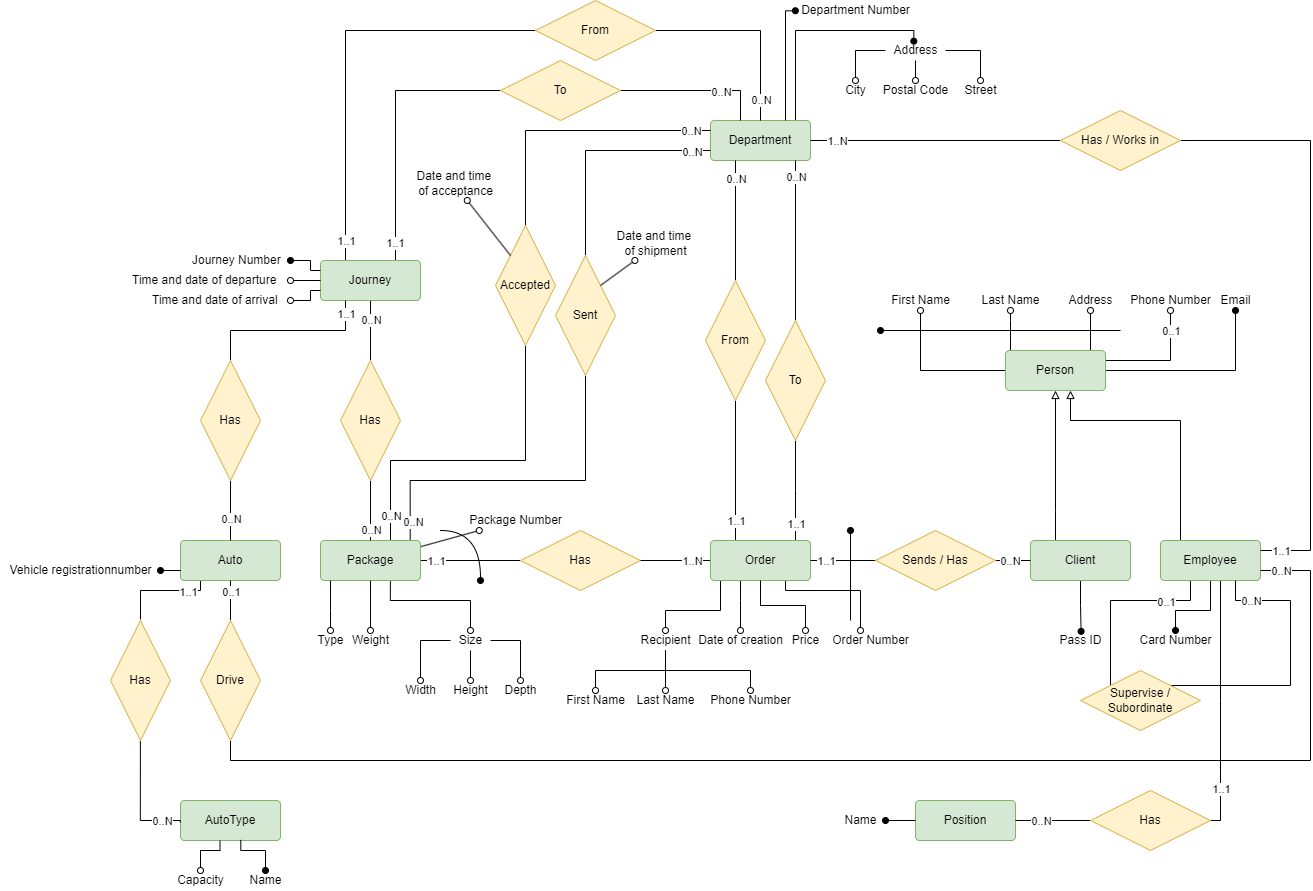 From
Department Number
Address
City
Postal Code
Street
To
0..N
0..N
0..N
Department
1..N
Has / Works in
0..N
Date and time
of acceptance
0..N
0..N
Date and time
of shipment
1..1
1..1
Journey Number
Time and date of departure
Journey
Time and date of arrival
Accepted
Sent
First Name
Last Name
Address
Phone Number
Email
1..1
0..N
0..1
From
Person
To
Has
Has
0..N
0..N
0..N
0..N
Package Number
1..1
1..1
Auto
Package
1..1
Has
1..N
Order
1..1
Sends / Has
0..N
Client
Employee
1..1
Vehicle registrationnumber
0..N
1..1
0..1
0..1
0..N
Type
Weight
Size
Recipient
Date of creation
Price
Order Number
Pass ID
Card Number
Has
Drive
Width
Height
Depth
First Name
Last Name
Phone Number
Supervise /
Subordinate
1..1
0..N
AutoType
Name
Position
0..N
Has
Capacity
Name